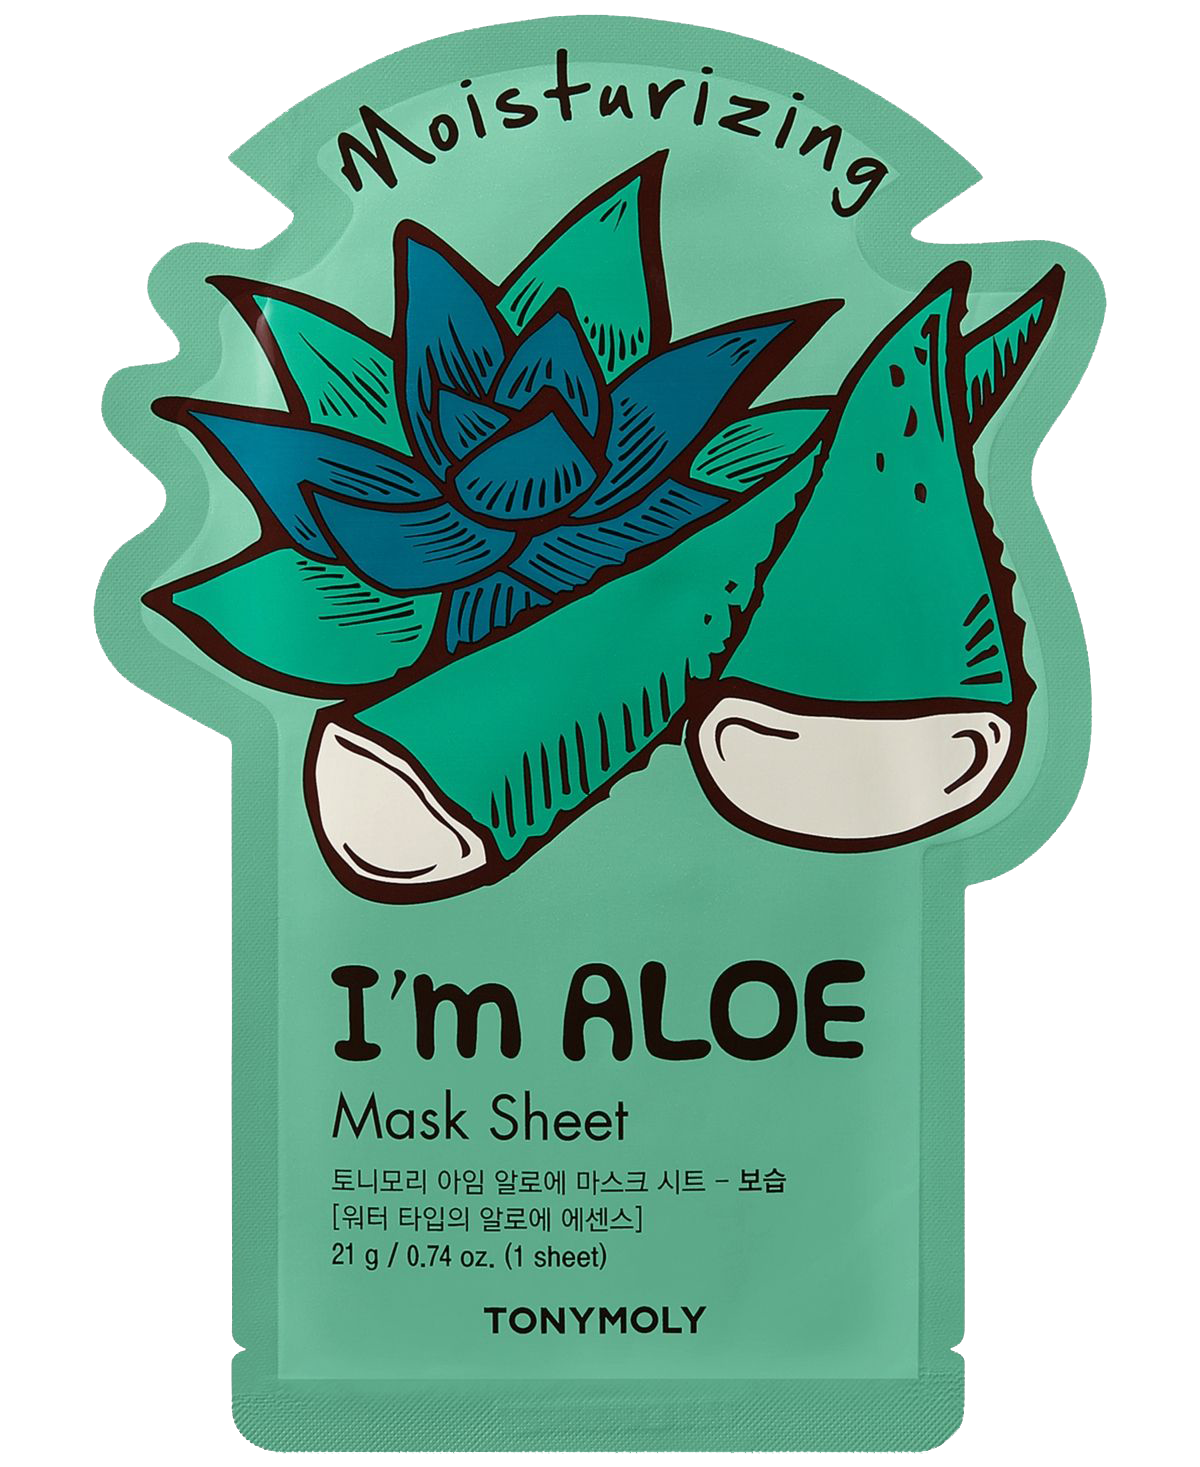 Moisturizing
I'm ALOE
Mask Sheet
토니모리 아임 알로에 마스크 시트 – 보습
[워터 타입의 알로에 에센스]
21 g / 0.74 oz. (1 sheet)
TONYMOLY